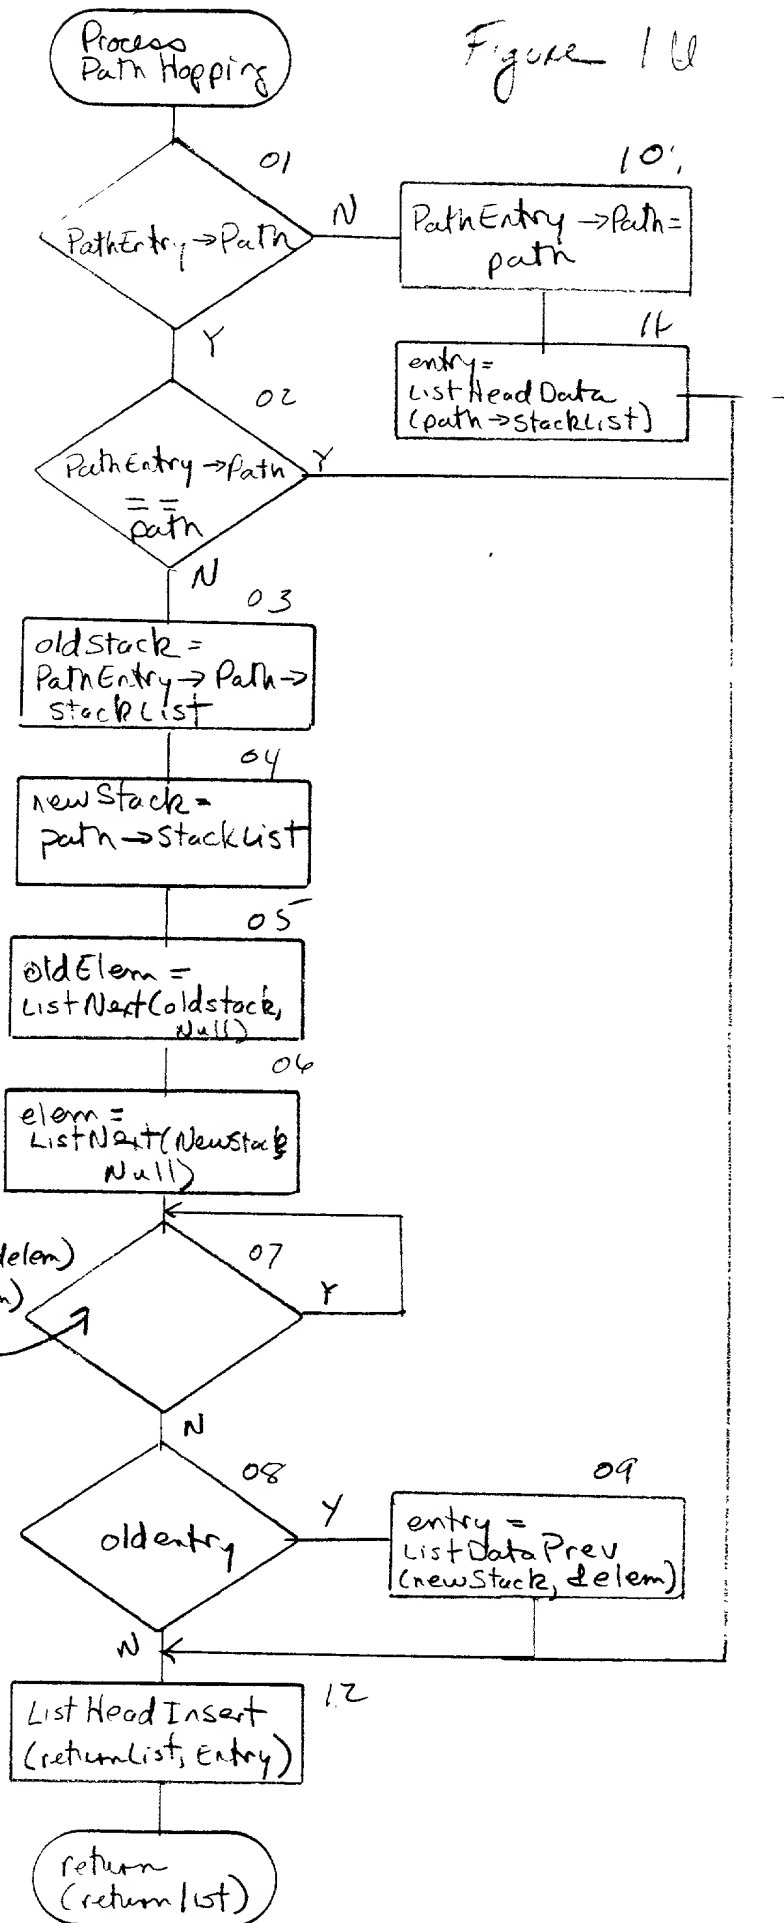 Process
Path Hopping
Figure 1U
01
PathEntry→Path
N
Y
10
PathEntry→Path=
path
11
entry=
ListHeadData
(path→StackList)
02
PathEntry→Path
==
path
Y
N
03
oldStack=
PathEntry→Path→
StackList
04
newStack=
path→StackList
05
oldElem=
ListNext(oldstack,
Null)
06
elem=
ListNext(NewStack
Null)
delem)
07
Y
N
08
oldentry
Y
N
09
entry=
ListDataPrev
(newStack, &elem)
12
ListHeadInsert
(returnList, Entry)
return
(returnlist)